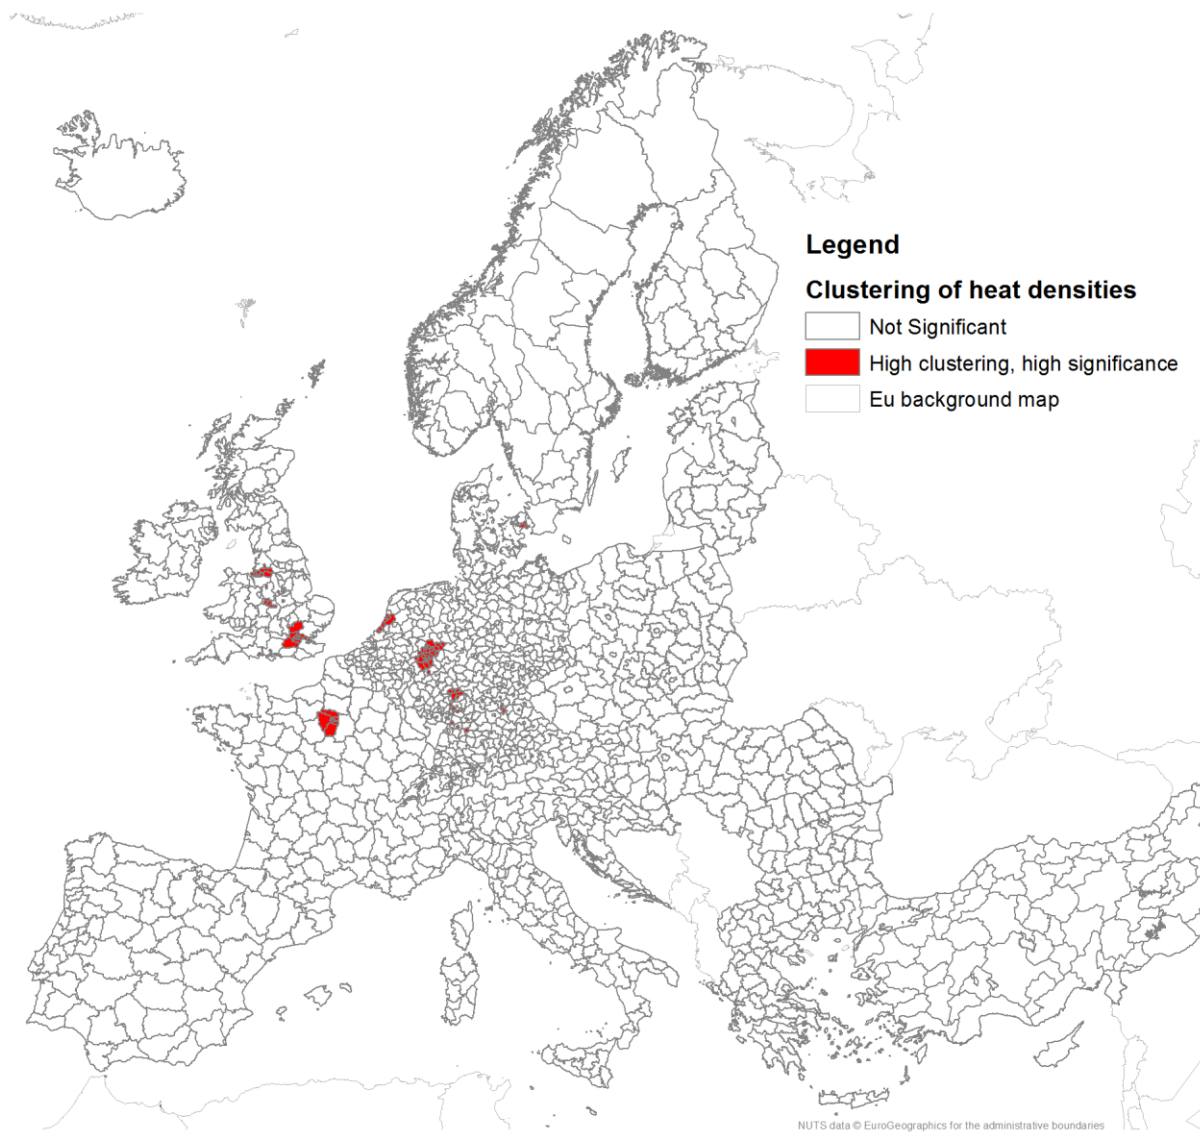 Legend
Clustering of heat densities
Not Significant
High clustering, high significance
Eu background map
NUTS data © EuroGeographics for the administrative boundaries